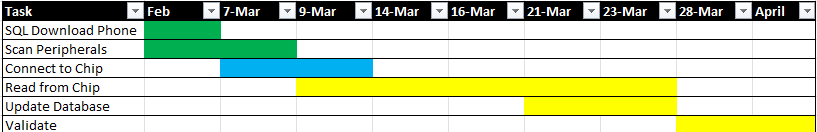 Task Feb 7-Mar 9-Mar 14-Mar 16-Mar 21-Mar 23-Mar 28-Mar April
SQL Download Phone
Scan Peripherals
Connect to Chip
Read from Chip
Update Database
Validate